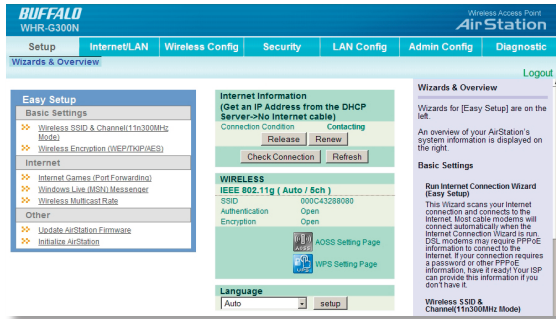 BUFFALO
WHR-G300N
Wireless Access Point
AirStation
Setup Internet/LAN Wireless Config Security LAN Config Admin Config Diagnostic
Wizards & Overview
Logout
Easy Setup
Basic Settings
Wireless SSID & Channel(11n300MHz
Mode)
Wireless Encryption (WEP/TKIP/AES)
Internet
Internet Games (Port Forwarding)
Windows Live (MSN) Messenger
Wireless Multicast Rate
Other
Update AirStation Firmware
Initialize AirStation
Internet Information
(Get an IP Address from the DHCP
Server->No Internet cable)
Connection Condition Contacting
Release Renew
Check Connection Refresh
WIRELESS
IEEE 802.11g ( Auto / 5ch )
SSID 000C43288080
Authentication Open
Encryption Open
AOSS AOSS Setting Page
WPS WPS Setting Page
Language
Auto setup
Wizards & Overview
Wizards for [Easy Setup] are on the
left.
An overview of your AirStation's
system information is displayed on
the right.
Basic Settings
Run Internet Connection Wizard
(Easy Setup)
This Wizard scans your Internet
connection and connects to the
Internet. Most cable modems will
connect automatically when the
Internet Connection Wizard is run.
DSL modems may require PPPoE
information to connect to the
Internet. If your connection requires
a password or other PPPoE
information, have it ready! Your ISP
can provide this information if you
don't have it.
Wireless SSID &
Channel(11n300MHz Mode)